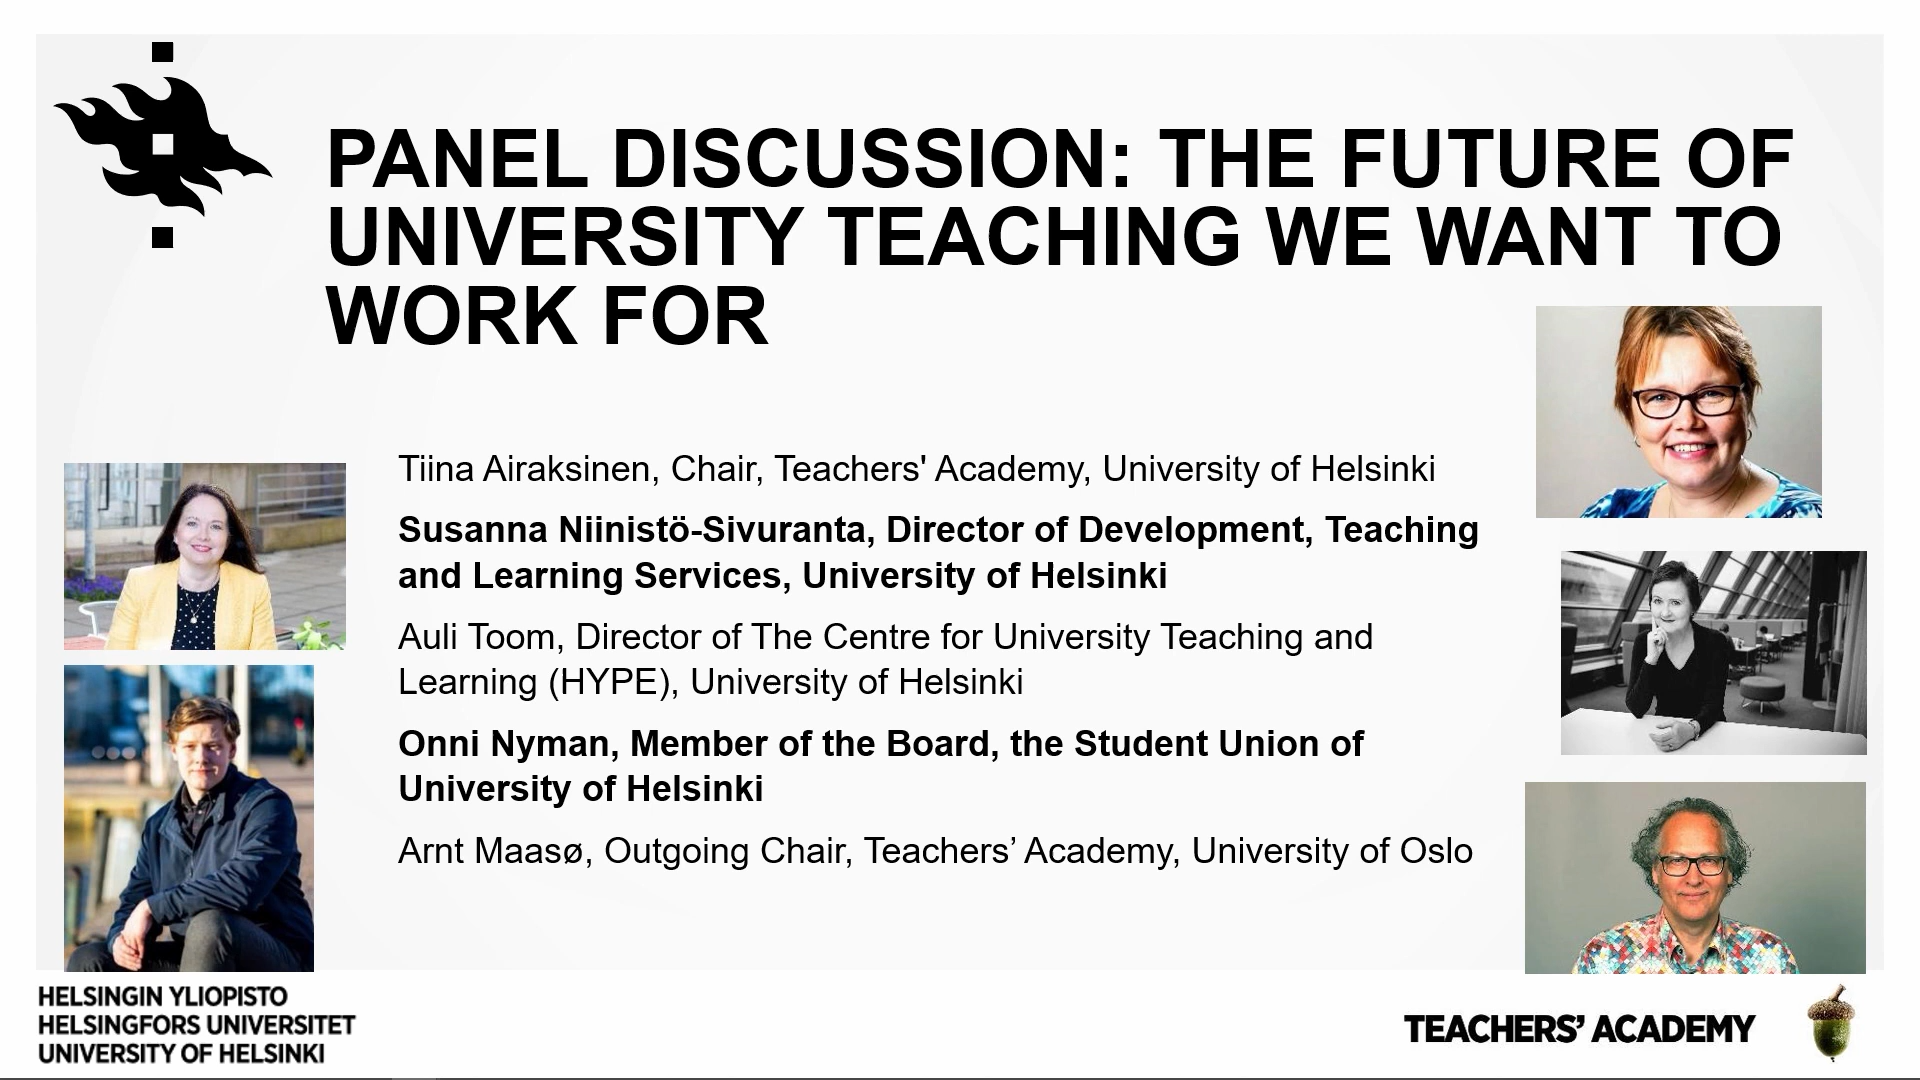 PANEL DISCUSSION: THE FUTURE OF
UNIVERSITY TEACHING WE WANT TO
WORK FOR
Tiina Airaksinen, Chair, Teachers' Academy, University of Helsinki
Susanna Niinistö-Sivuranta, Director of Development, Teaching
and Learning Services, University of Helsinki
Auli Toom, Director of The Centre for University Teaching and
Learning (HYPE), University of Helsinki
Onni Nyman, Member of the Board, the Student Union of
University of Helsinki
Arnt Maasø, Outgoing Chair, Teachers’ Academy, University of Oslo
HELSINGIN YLIOPISTO
HELSINGFORS UNIVERSITET
UNIVERSITY OF HELSINKI
TEACHERS’ ACADEMY